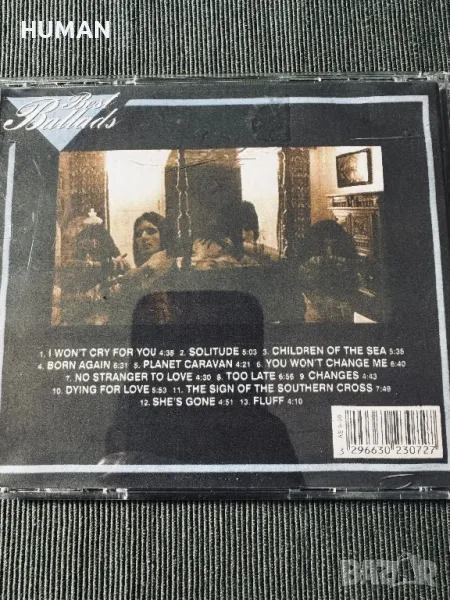 HUMAN
Best
Ballads
1. I WON'T CRY FOR YOU 4:35 2. SOLITUDE 5:03 3. CHILDREN OF THE SEA 5:35
4. BORN AGAIN 6:31 5. PLANET CARAVAN 4:21 6. YOU WON'T CHANGE ME 6:40
7. NO STRANGER TO LOVE 4:30 8. TOO LATE 6:56 9. CHANGES 4:43
10. DYING FOR LOVE 5:53 11. THE SIGN OF THE SOUTHERN CROSS 7:49
12. SHE'S GONE 4:51 13. FLUFF 4:10
3 296630 230727
BAZAR